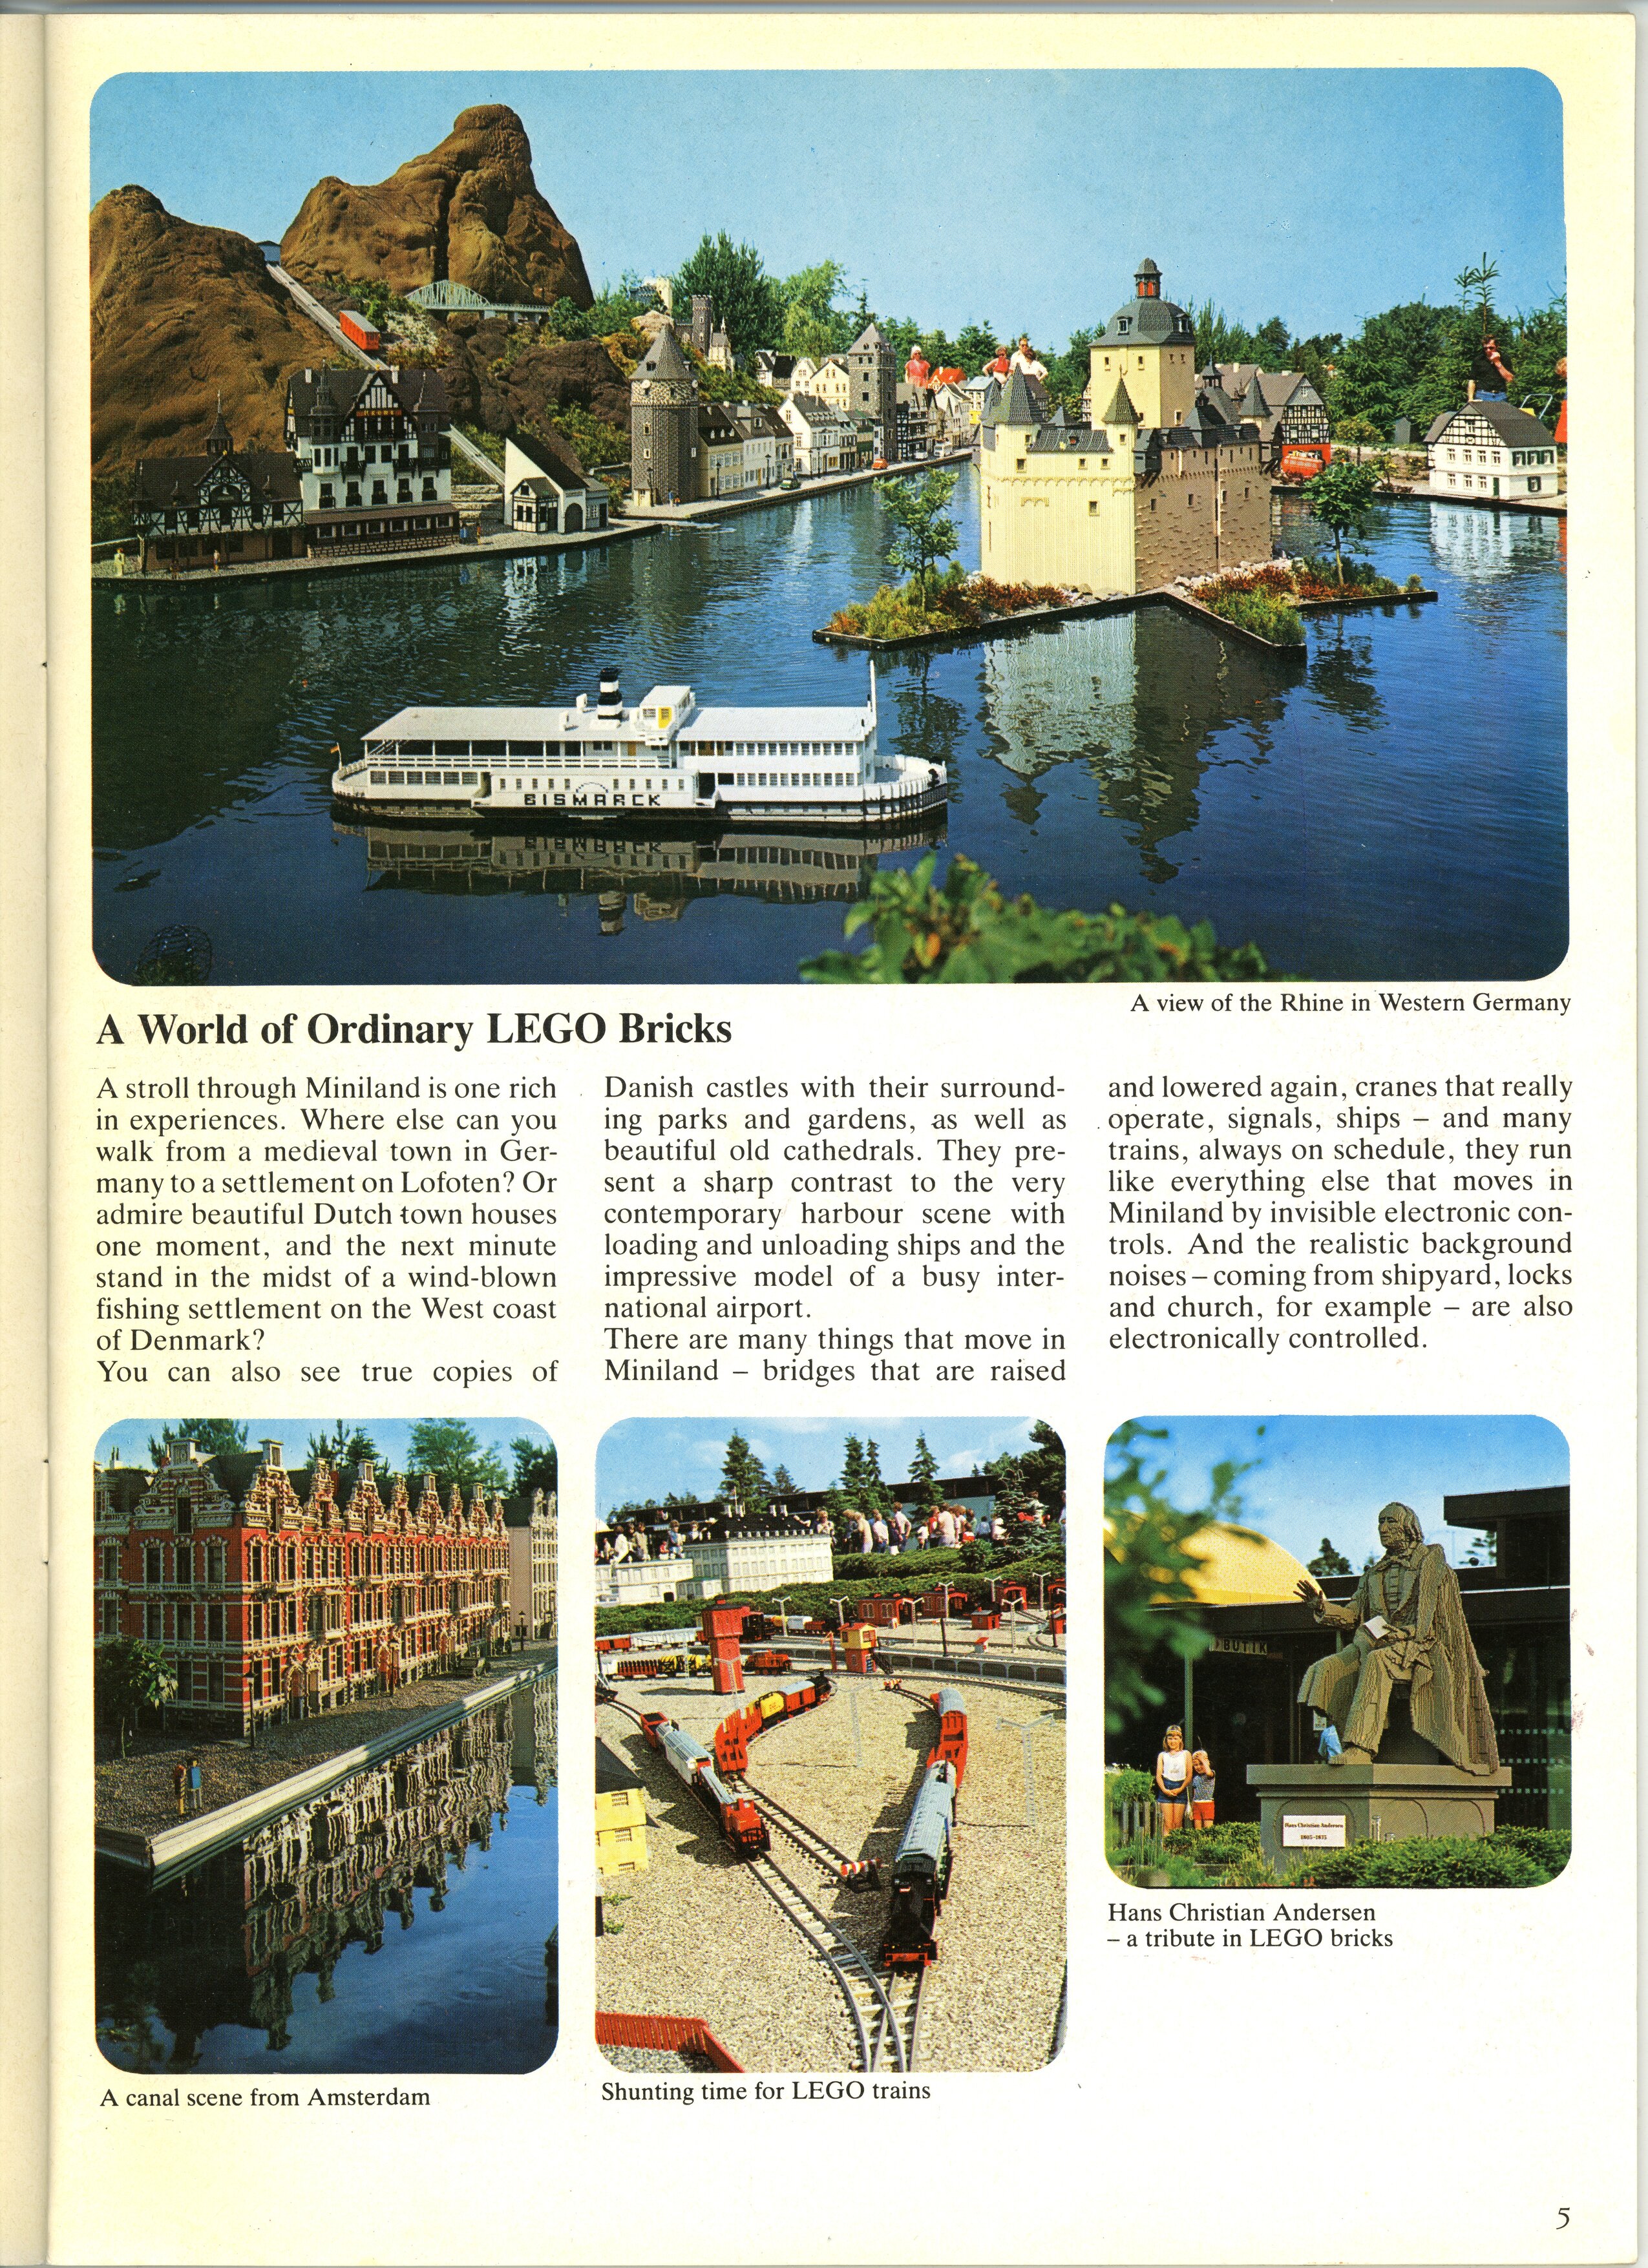 BISMARCK
A view of the Rhine in Western Germany
A World of Ordinary LEGO Bricks
A stroll through Miniland is one rich
in experiences. Where else can you
walk from a medieval town in Ger-
many to a settlement on Lofoten? Or
admire beautiful Dutch town houses
one moment, and the next minute
stand in the midst of a wind-blown
fishing settlement on the West coast
of Denmark?
You can also see true copies of
Danish castles with their surround-
ing parks and gardens, as well as
beautiful old cathedrals. They pre-
sent a sharp contrast to the very
contemporary harbour scene with
loading and unloading ships and the
impressive model of a busy inter-
national airport.
There are many things that move in
Miniland – bridges that are raised
and lowered again, cranes that really
operate, signals, ships – and many
trains, always on schedule, they run
like everything else that moves in
Miniland by invisible electronic con-
trols. And the realistic background
noises – coming from shipyard, locks
and church, for example – are also
electronically controlled.
BUTIK
Hans Christian Andersen
1805-1875
Hans Christian Andersen
– a tribute in LEGO bricks
A canal scene from Amsterdam
Shunting time for LEGO trains
5